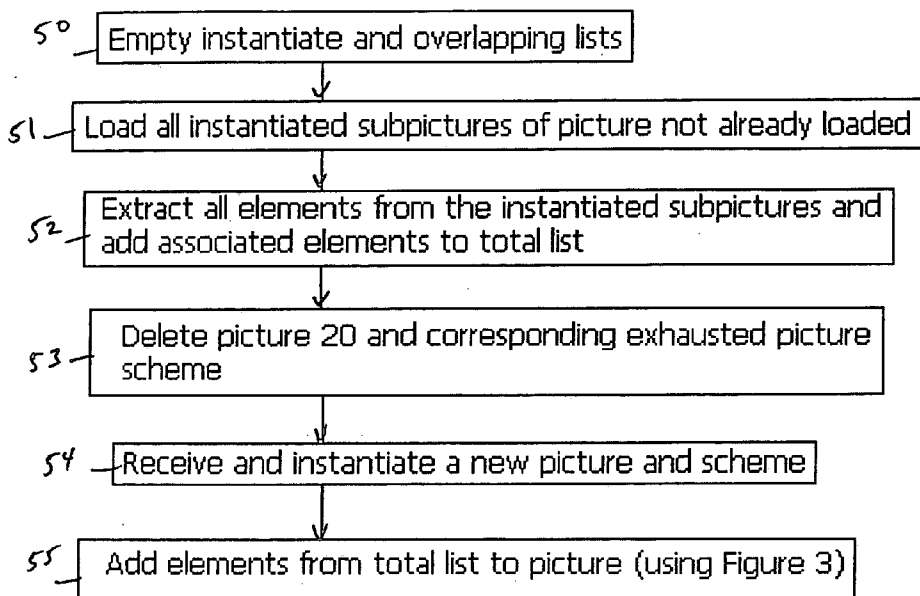 50 Empty instantiate and overlapping lists
51 Load all instantiated subpictures of picture not already loaded
52 Extract all elements from the instantiated subpictures and
add associated elements to total list
53 Delete picture 20 and corresponding exhausted picture
scheme
54 Receive and instantiate a new picture and scheme
55 Add elements from total list to picture (using Figure 3)